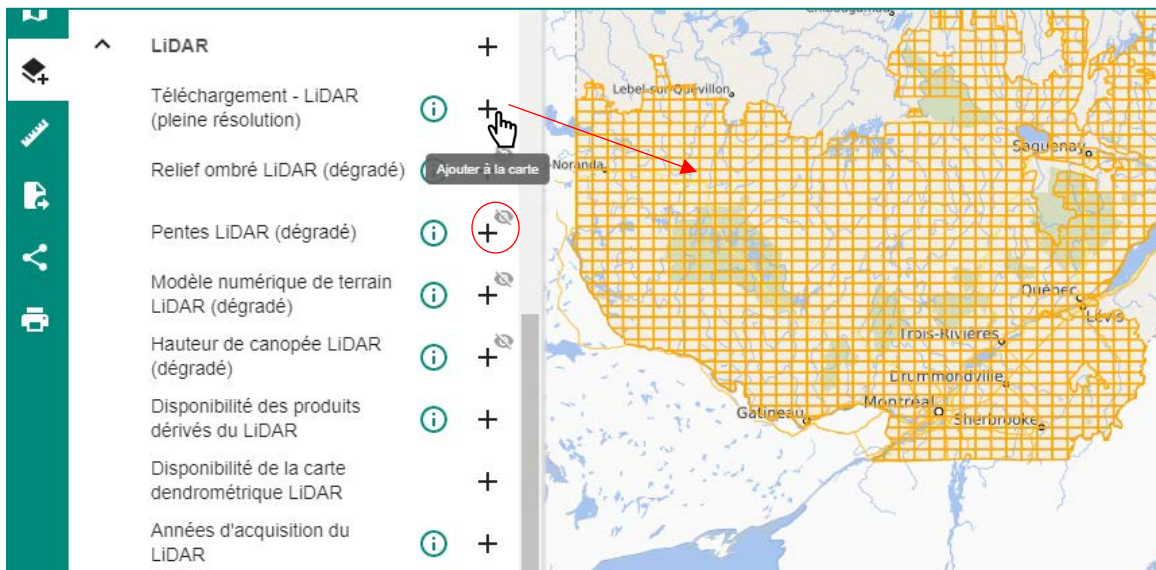 LiDAR
Téléchargement - LiDAR
(pleine résolution)
Relief ombré LiDAR (dégradé)
Ajouter à la carte
Pentes LiDAR (dégradé)
Modèle numérique de terrain
LiDAR (dégradé)
Hauteur de canopée LiDAR
(dégradé)
Disponibilité des produits
dérivés du LiDAR
Disponibilité de la carte
dendrométrique LiDAR
Années d'acquisition du
LiDAR
Lebel-sur-Quévillon
Saguenay
-Noranda
Québec
Lévis
Trois-Rivières
Drummondville
Montréal
Gatineau
Sherbrooke